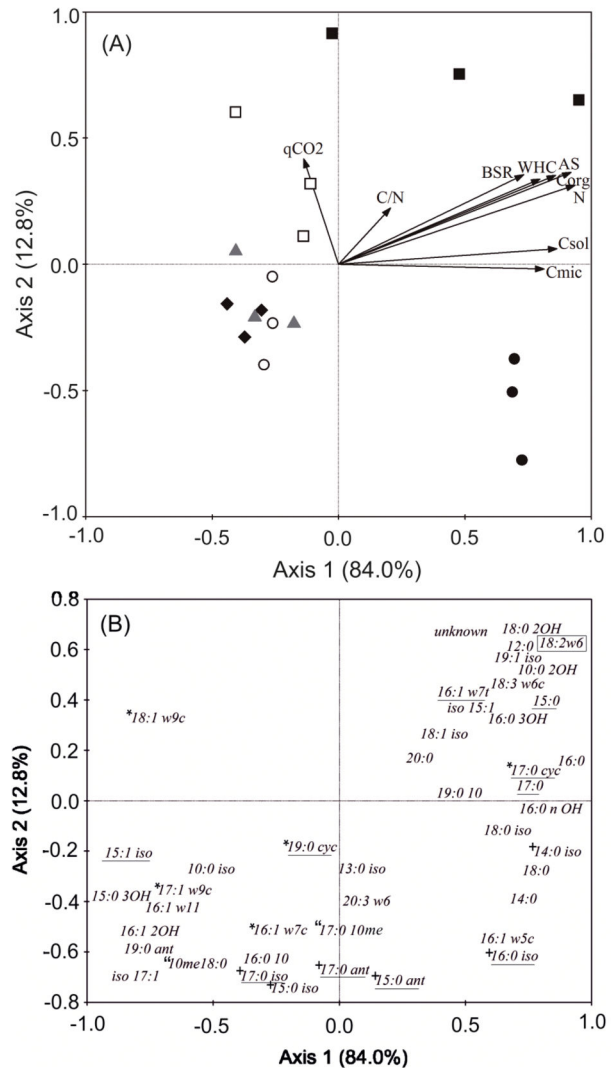 (A)
1.0
0.5
0.0
-0.5
-1.0
Axis 2 (12.8%)
qCO2
C/N
BSR WHC AS
Corg
N
Csol
Cmic
-1.0 -0.5 0.0 0.5 1.0
Axis 1 (84.0%)
(B)
0.8
0.6
0.4
0.2
0.0
-0.2
-0.4
-0.6
-0.8
Axis 2 (12.8%)
unknown 18:0 2OH
12:0 18:2w6
19:1 iso
10:0 2OH
18:3 w6c
16:1 w7t 15:0
iso 15:1
16:0 3OH
*18:1 w9c
18:1 iso
20:0 16:0
*17:0 cyc
19:0 10 17:0
16:0 n OH
18:0 iso
*19:0 cyc +14:0 iso
15:1 iso
10:0 iso 13:0 iso 18:0
*17:1 w9c
15:0 3OH 20:3 w6 14:0
16:1 w11
16:1 2OH *16:1 w7c “17:0 10me
16:1 w5c
19:0 ant
“10me18:0 16:0 10 +16:0 iso
iso 17:1 +17:0 iso +17:0 ant
+15:0 iso +15:0 ant
-1.0 -0.5 0.0 0.5 1.0
Axis 1 (84.0%)